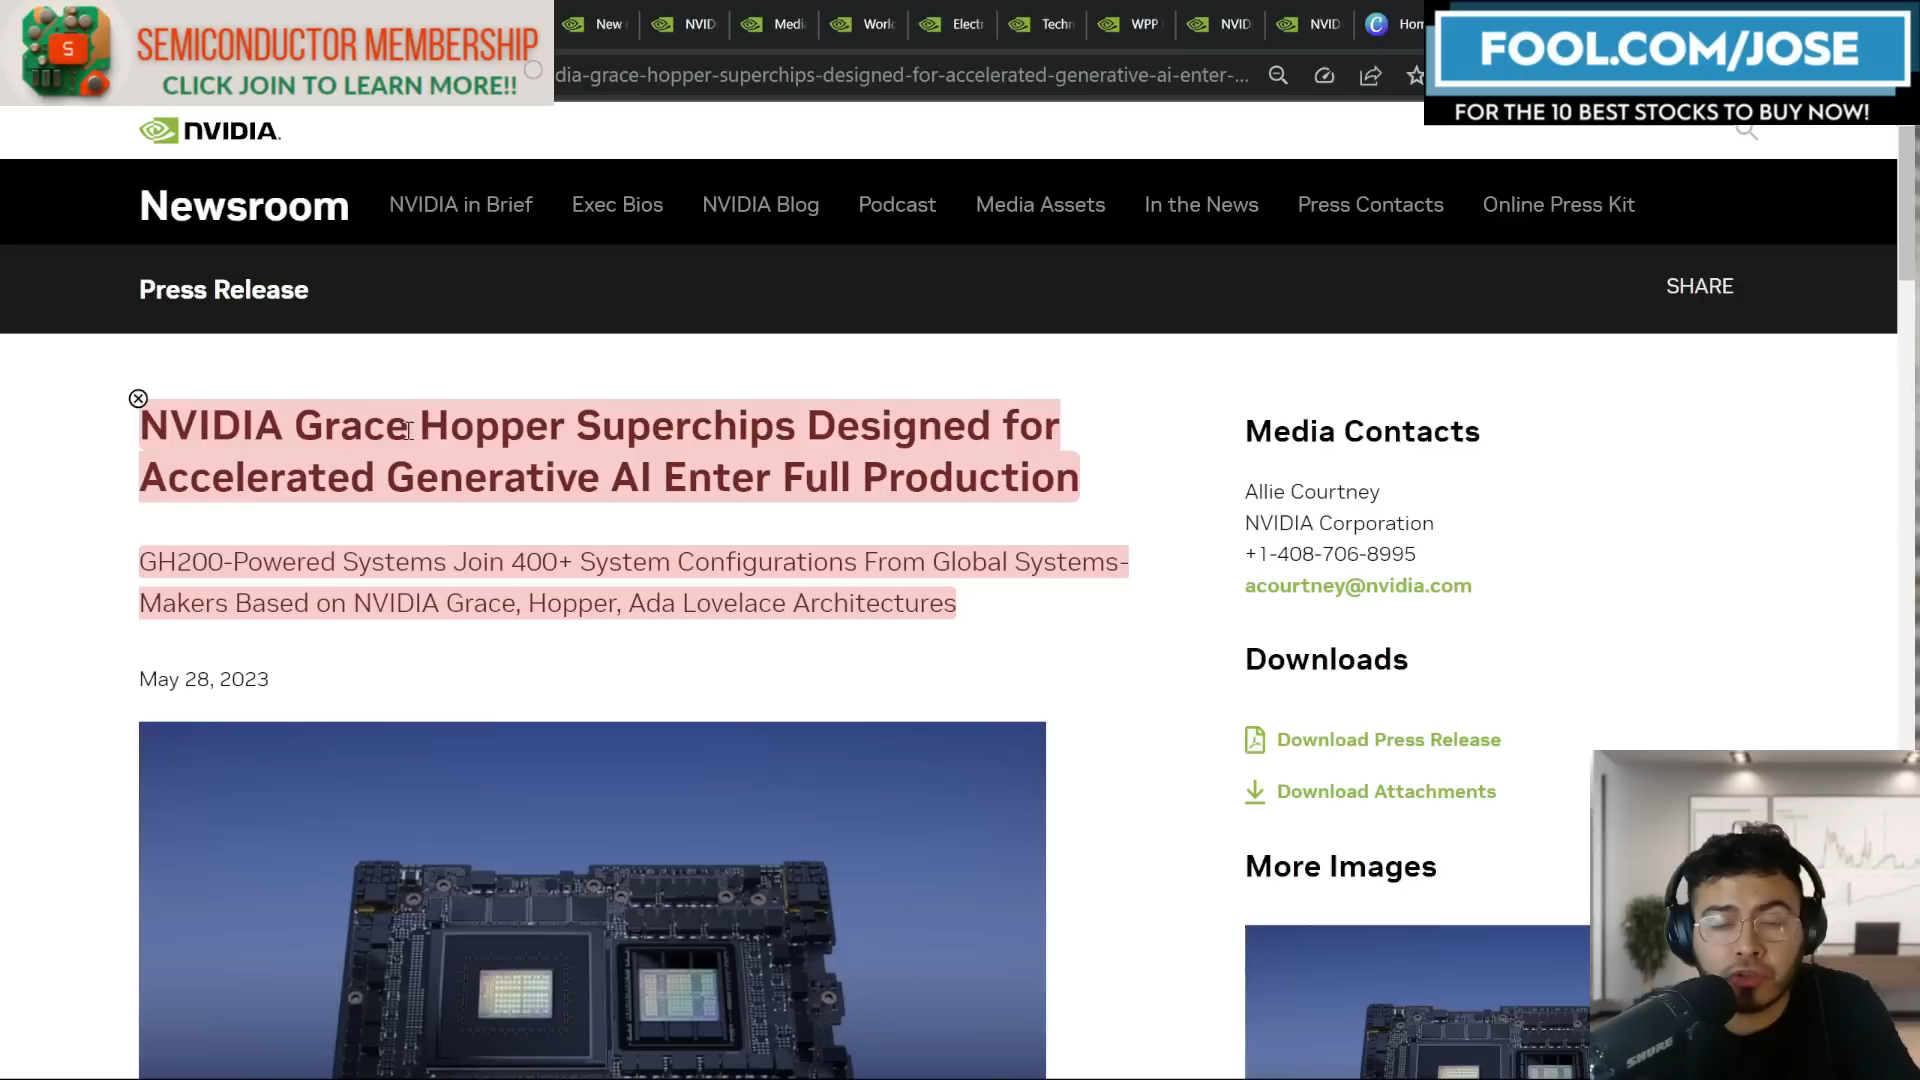 SEMICONDUCTOR MEMBERSHIP
CLICK JOIN TO LEARN MORE!!
S
New
NVID
Medi
Worl
Electr
Techn
WPP
NVID
NVID
C
Hom
dia-grace-hopper-superchips-designed-for-accelerated-generative-ai-enter-...
FOOL.COM/JOSE
FOR THE 10 BEST STOCKS TO BUY NOW!
NVIDIA.
Newsroom
NVIDIA in Brief
Exec Bios
NVIDIA Blog
Podcast
Media Assets
In the News
Press Contacts
Online Press Kit
Press Release
SHARE
NVIDIA Grace Hopper Superchips Designed for
Accelerated Generative AI Enter Full Production
GH200-Powered Systems Join 400+ System Configurations From Global Systems-
Makers Based on NVIDIA Grace, Hopper, Ada Lovelace Architectures
May 28, 2023
Media Contacts
Allie Courtney
NVIDIA Corporation
+1-408-706-8995
acourtney@nvidia.com
Downloads
Download Press Release
Download Attachments
More Images
SHURE